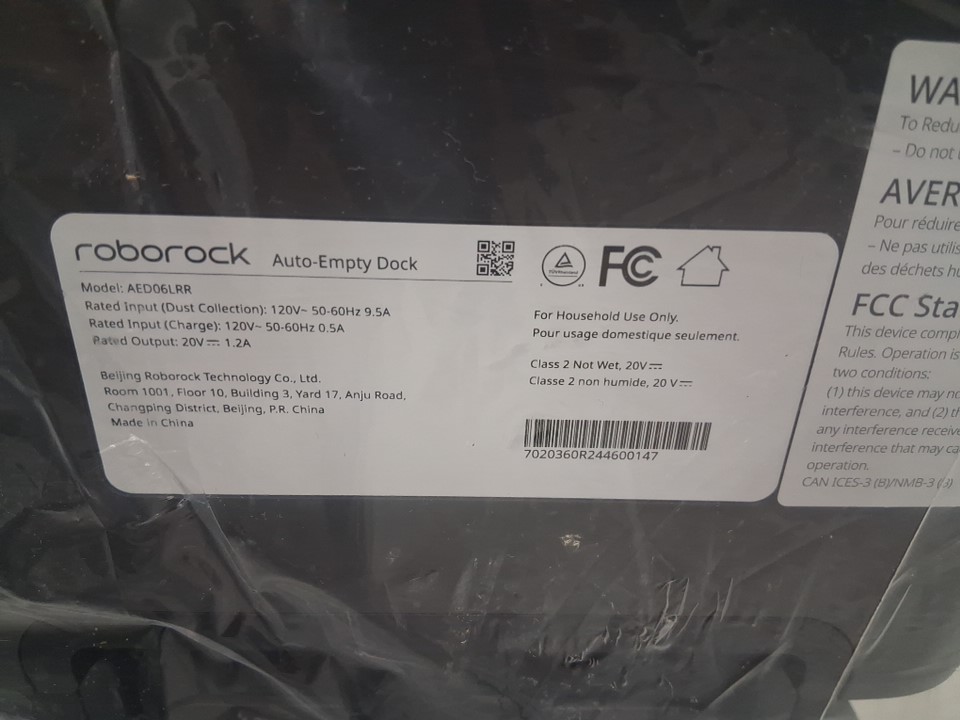 roborock Auto-Empty Dock
Model: AED06LRR
Rated Input (Dust Collection): 120V~ 50-60Hz 9.5A
Rated Input (Charge): 120V~ 50-60Hz 0.5A
Rated Output: 20V⎓ 1.2A
Beijing Roborock Technology Co., Ltd.
Room 1001, Floor 10, Building 3, Yard 17, Anju Road,
Changping District, Beijing, P.R. China
Made in China
TÜVRheinland
FC
For Household Use Only.
Pour usage domestique seulement.
Class 2 Not Wet, 20V⎓
Classe 2 non humide, 20 V⎓
7020360R244600147
WA
To Redu
– Do not
AVER
Pour réduire
– Ne pas utilis
des déchets hu
FCC Sta
This device compl
Rules. Operation is
two conditions:
(1) this device may no
interference, and (2) th
any interference receive
interference that may ca
operation.
CAN ICES-3 (B)/NMB-3 (B)